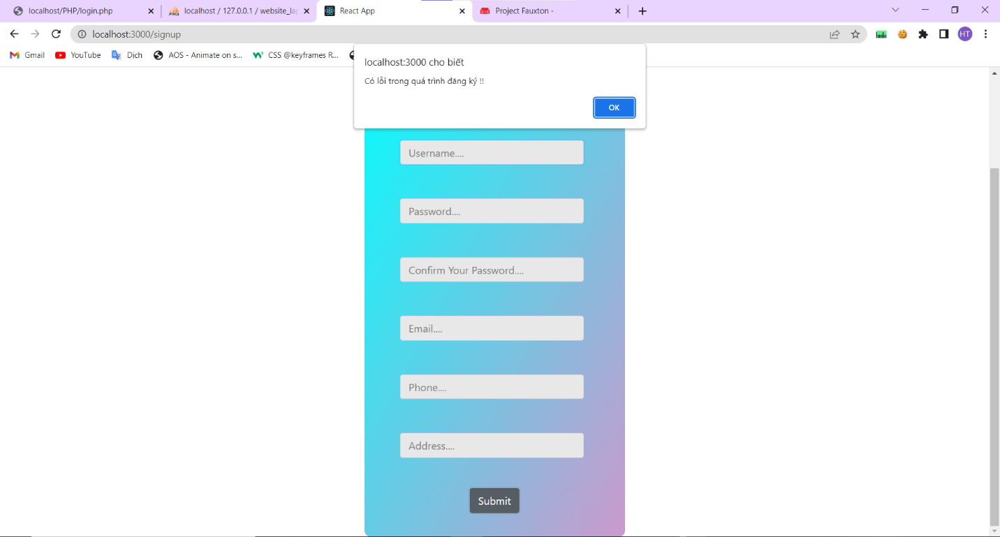 localhost/PHP/login.php
localhost / 127.0.0.1 / website_la
React App
Project Fauxton -
localhost:3000/signup
HT
Gmail
YouTube
Dịch
AOS - Animate on s...
CSS @keyframes R...
localhost:3000 cho biết
Có lỗi trong quá trình đăng ký !!
OK
Username....
Password....
Confirm Your Password....
Email....
Phone....
Address....
Submit